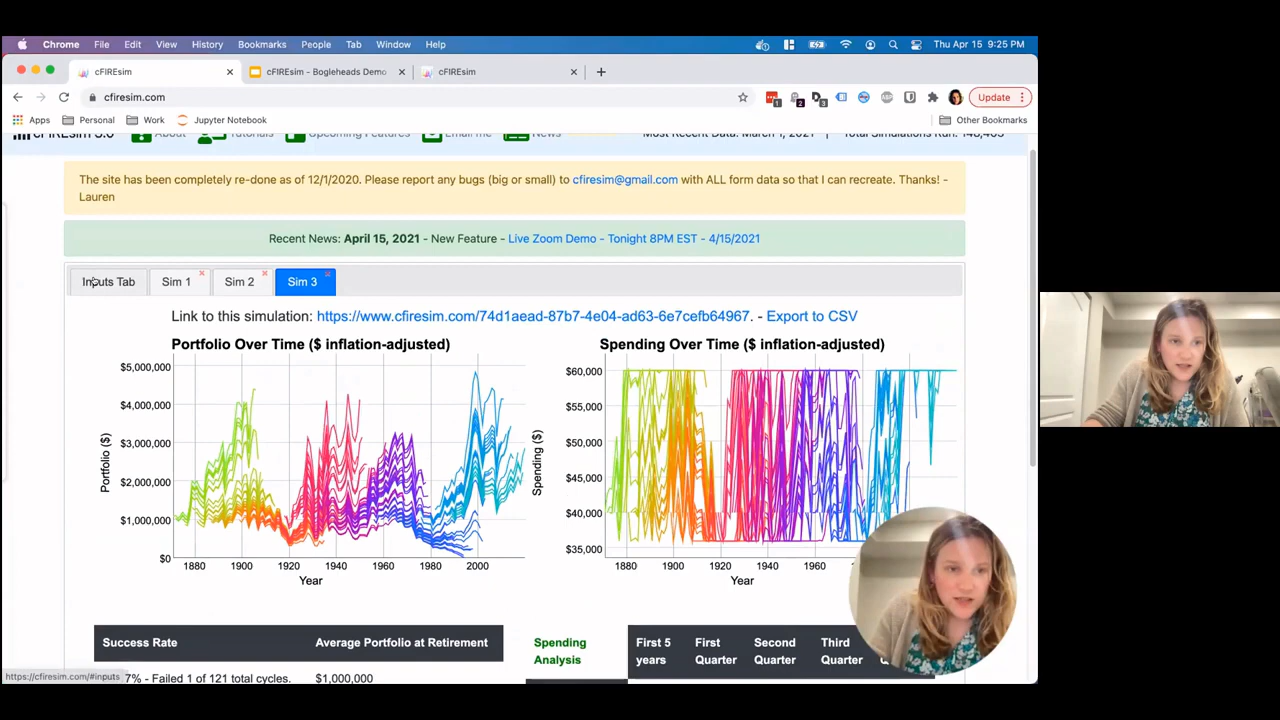 Chrome File Edit View History Bookmarks People Tab Window Help Thu Apr 15 9:25 PM
cFIREsim cFIREsim - Bogleheads Demo cFIREsim
cfiresim.com Update
Apps Personal Work Jupyter Notebook Other Bookmarks
cFIREsim 3.0 About Tutorials Upcoming Features Email me News Most Recent Data: March 1, 2021 | Total Simulations Run:
The site has been completely re-done as of 12/1/2020. Please report any bugs (big or small) to cfiresim@gmail.com with ALL form data so that I can recreate. Thanks! -
Lauren
Recent News: April 15, 2021 - New Feature - Live Zoom Demo - Tonight 8PM EST - 4/15/2021
Inputs Tab Sim 1 Sim 2 Sim 3
Link to this simulation: https://www.cfiresim.com/74d1aead-87b7-4e04-ad63-6e7cefb64967. - Export to CSV
Portfolio Over Time ($ inflation-adjusted)
Portfolio ($)
$5,000,000
$4,000,000
$3,000,000
$2,000,000
$1,000,000
$0
1880 1900 1920 1940 1960 1980 2000
Year
Spending Over Time ($ inflation-adjusted)
Spending ($)
$60,000
$55,000
$50,000
$45,000
$40,000
$35,000
1880 1900 1920 1940 1960
Year
Success Rate Average Portfolio at Retirement
7% - Failed 1 of 121 total cycles. $1,000,000
Spending
Analysis
First 5
years
First
Quarter
Second
Quarter
Third
Quarter
https://cfiresim.com/#inputs